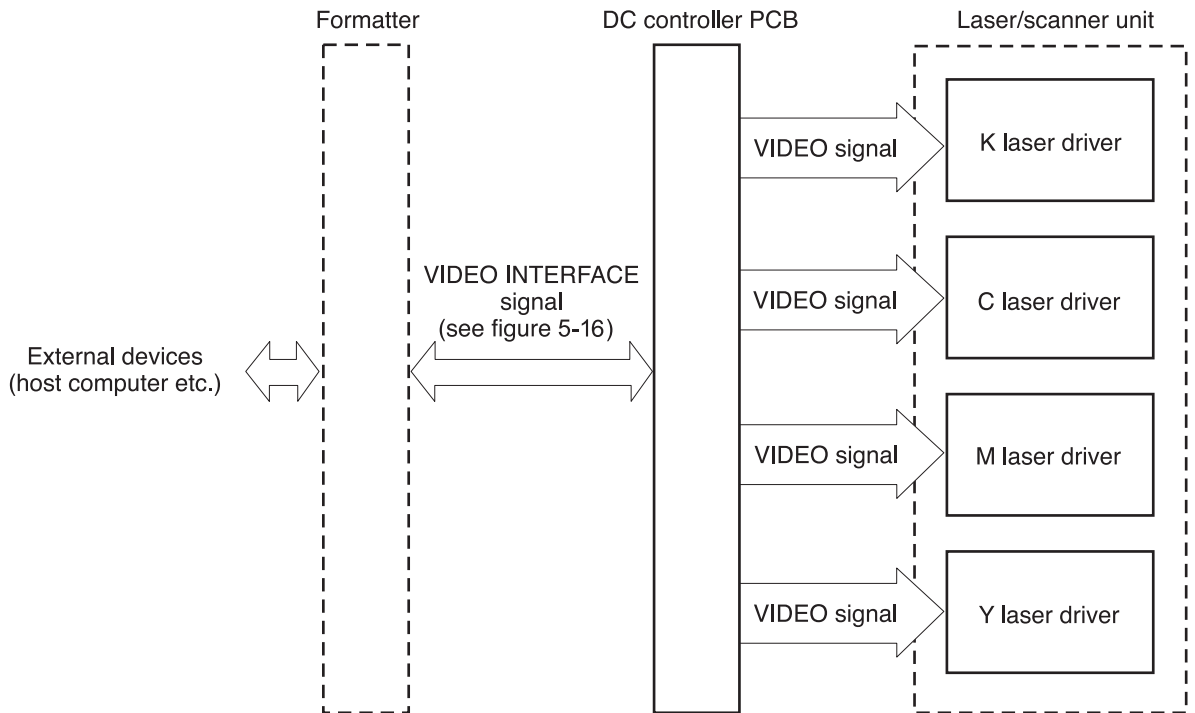 Formatter
DC controller PCB
Laser/scanner unit
VIDEO signal
K laser driver
VIDEO INTERFACE
signal
(see figure 5-16)
VIDEO signal
C laser driver
External devices
(host computer etc.)
VIDEO signal
M laser driver
VIDEO signal
Y laser driver